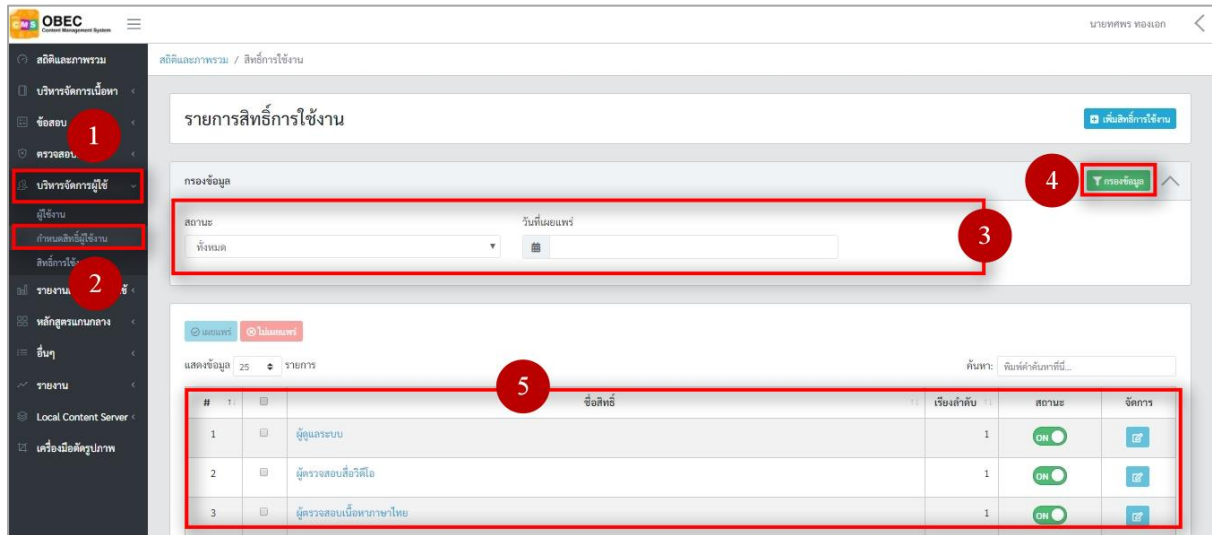 CMS OBEC
Content Management System
นายทศพร ทองเอก
สถิติและภาพรวม
สถิติและภาพรวม / สิทธิ์การใช้งาน
บริหารจัดการเนื้อหา
ข้อสอบ
1
ตรวจสอบ
บริหารจัดการผู้ใช้
ผู้ใช้งาน
กำหนดสิทธิ์ผู้ใช้งาน
2
หลักสูตรแกนกลาง
อื่นๆ
รายงาน
Local Content Server
เครื่องมือตัดรูปภาพ
รายการสิทธิ์การใช้งาน
เพิ่มสิทธิ์การใช้งาน
กรองข้อมูล
4
กรองข้อมูล
สถานะ วันที่เผยแพร่
ทั้งหมด
3
เผยแพร่ ไม่เผยแพร่
แสดงข้อมูล 25 รายการ
ค้นหา: พิมพ์คำค้นหาที่นี่...
5
# ชื่อสิทธิ์ เรียงลำดับ สถานะ จัดการ
1 ผู้ดูแลระบบ 1 ON
2 ผู้ตรวจสอบสื่อวิดีโอ 1 ON
3 ผู้ตรวจสอบเนื้อหาภาษาไทย 1 ON